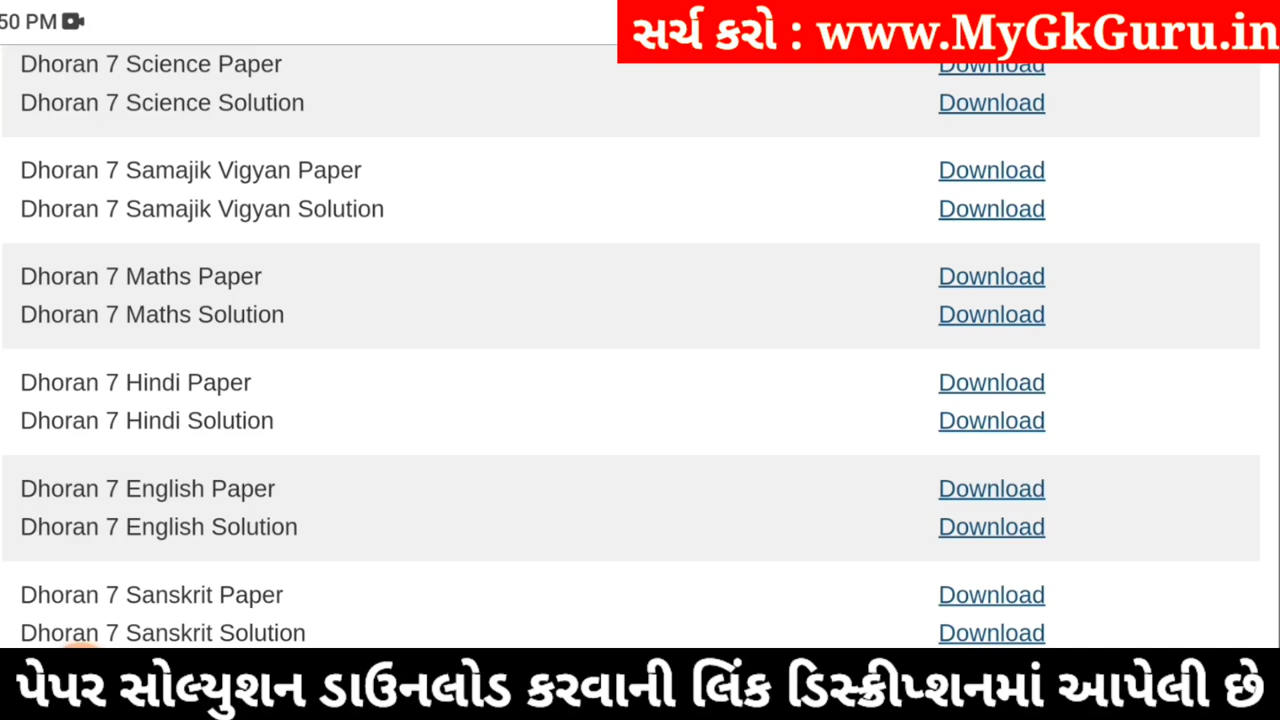 50 PM
સર્ચ કરો : www.MyGkGuru.in
Dhoran 7 Science Paper Download
Dhoran 7 Science Solution Download
Dhoran 7 Samajik Vigyan Paper Download
Dhoran 7 Samajik Vigyan Solution Download
Dhoran 7 Maths Paper Download
Dhoran 7 Maths Solution Download
Dhoran 7 Hindi Paper Download
Dhoran 7 Hindi Solution Download
Dhoran 7 English Paper Download
Dhoran 7 English Solution Download
Dhoran 7 Sanskrit Paper Download
Dhoran 7 Sanskrit Solution Download
પેપર સોલ્યુશન ડાઉનલોડ કરવાની લિંક ડિસ્ક્રીપ્શનમાં આપેલી છે